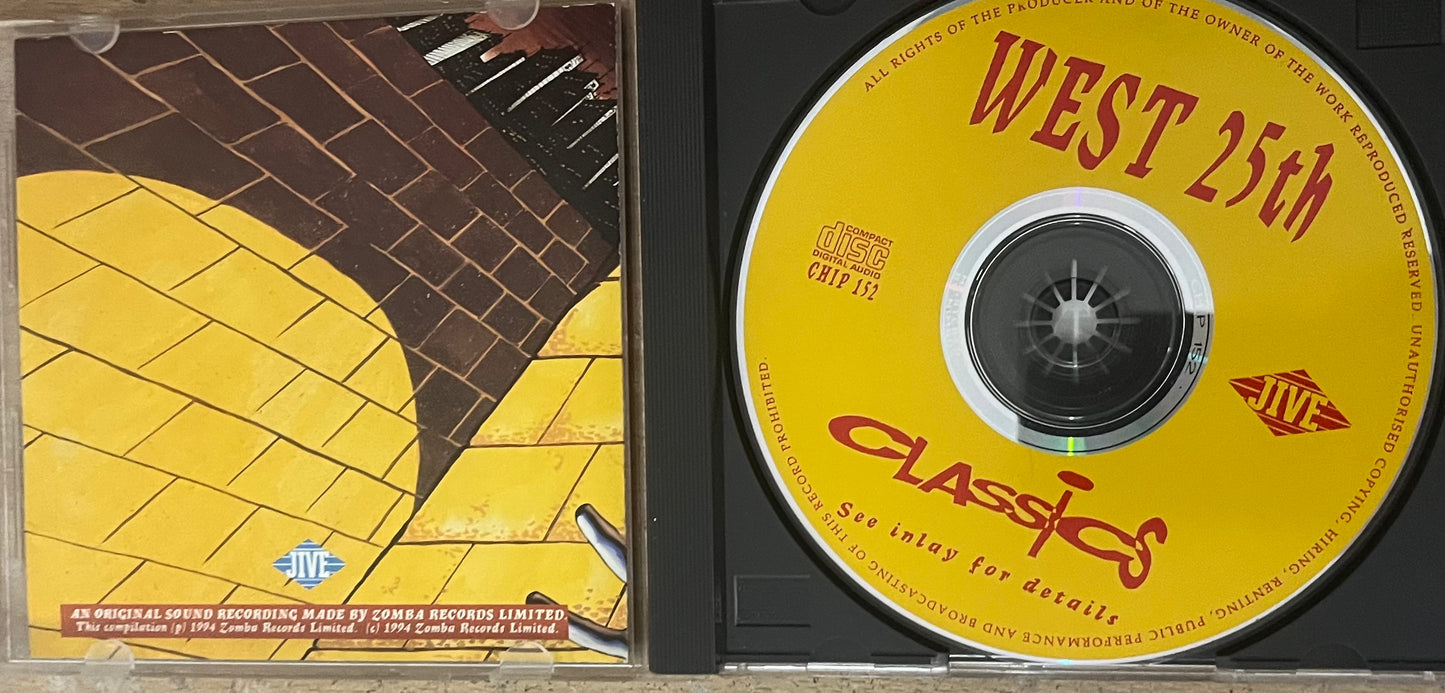 JIVE
AN ORIGINAL SOUND RECORDING MADE BY ZOMBA RECORDS LIMITED.
This compilation (p) 1994 Zomba Records Limited. (c) 1994 Zomba Records Limited.
ALL RIGHTS OF THE PRODUCER AND OF THE OWNER OF THE WORK REPRODUCED RESERVED. UNAUTHORISED COPYING, HIRING, RENTING, PUBLIC PERFORMANCE AND BROADCASTING OF THIS RECORD PROHIBITED.
WEST 25th
COMPACT
disc
DIGITAL AUDIO
CHIP 152
JIVE
CLASSICS
See inlay for details